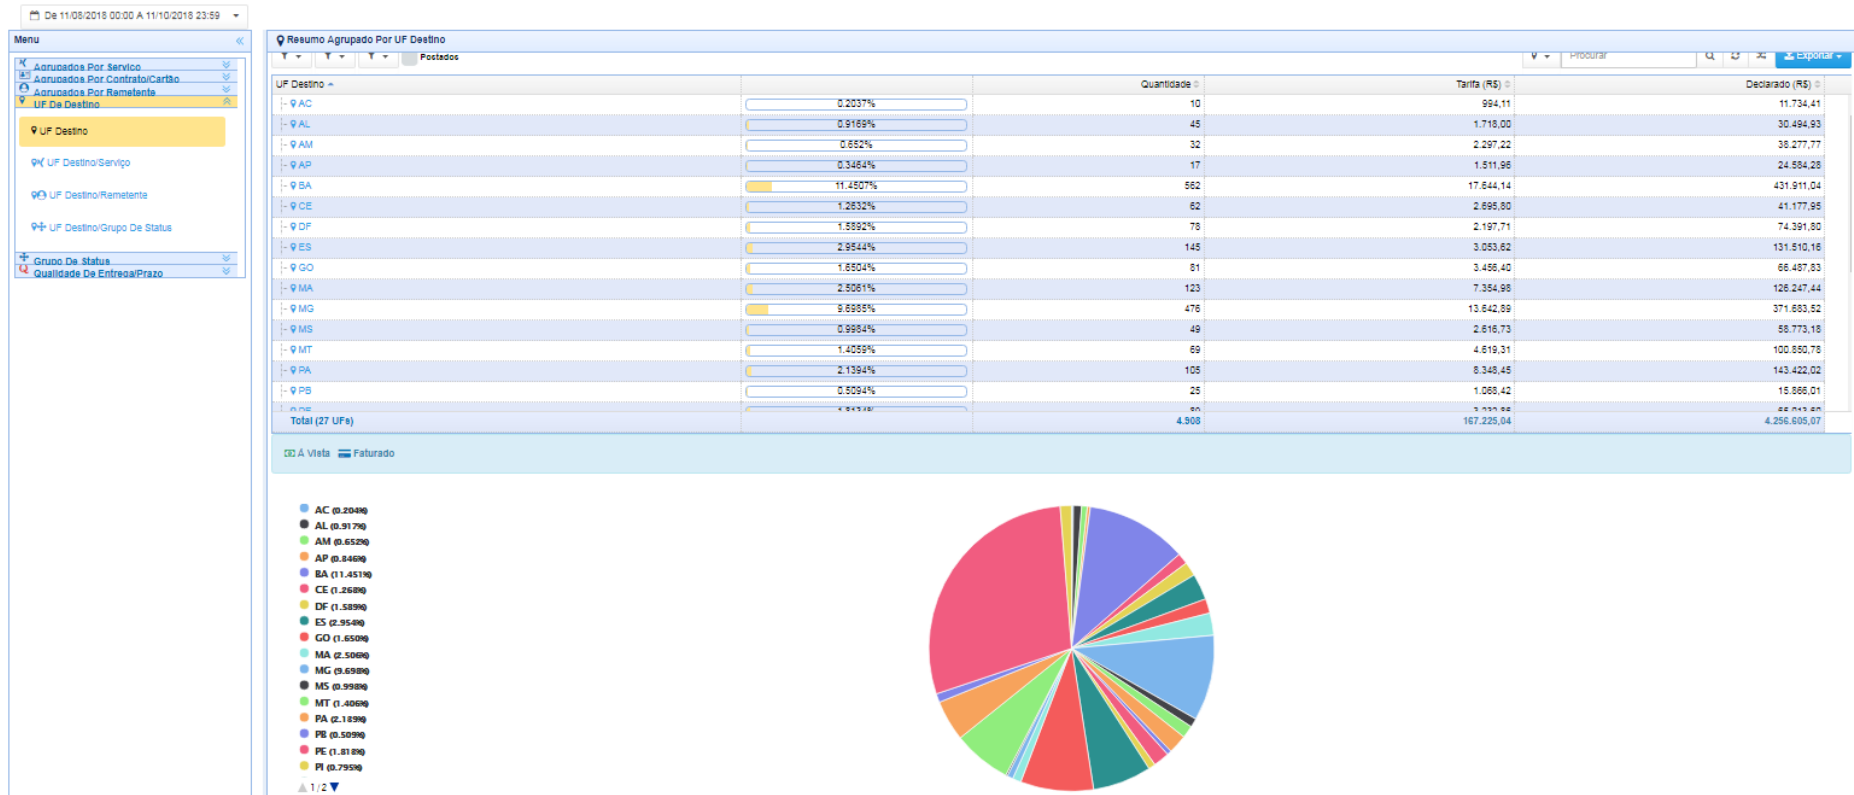 De 11/08/2018 00:00 A 11/10/2018 23:59
Menu
Agrupados Por Serviço
Agrupados Por Contrato/Cartão
Agrupados Por Remetente
UF De Destino
UF Destino
UF Destino/Serviço
UF Destino/Remetente
UF Destino/Grupo De Status
Grupo De Status
Qualidade De Entrega/Prazo
Resumo Agrupado Por UF Destino
Postados Procurar Exportar
UF Destino Quantidade Tarifa (R$) Declarado (R$)
AC 0.2037% 10 994,11 11.734,41
AL 0.9169% 45 1.718,00 30.494,93
AM 0.652% 32 2.297,22 38.277,77
AP 0.3464% 17 1.511,96 24.584,28
BA 11.4507% 562 17.644,14 431.911,04
CE 1.2632% 62 2.695,80 41.177,95
DF 1.5892% 78 2.197,71 74.391,80
ES 2.9544% 145 3.053,62 131.510,16
GO 1.6504% 81 3.456,40 66.487,83
MA 2.5061% 123 7.354,98 126.247,44
MG 9.6985% 476 13.642,89 371.683,52
MS 0.9984% 49 2.616,73 58.773,18
MT 1.4059% 69 4.619,31 100.850,78
PA 2.1394% 105 8.348,45 143.422,02
PB 0.5094% 25 1.068,42 15.866,01
Total (27 UFs) 4.908 167.225,04 4.256.605,07
Á Vista Faturado
AC (0.204%)
AL (0.917%)
AM (0.652%)
AP (0.846%)
BA (11.451%)
CE (1.268%)
DF (1.589%)
ES (2.954%)
GO (1.650%)
MA (2.506%)
MG (9.698%)
MS (0.998%)
MT (1.406%)
PA (2.189%)
PB (0.509%)
PE (1.818%)
PI (0.795%)
1/2